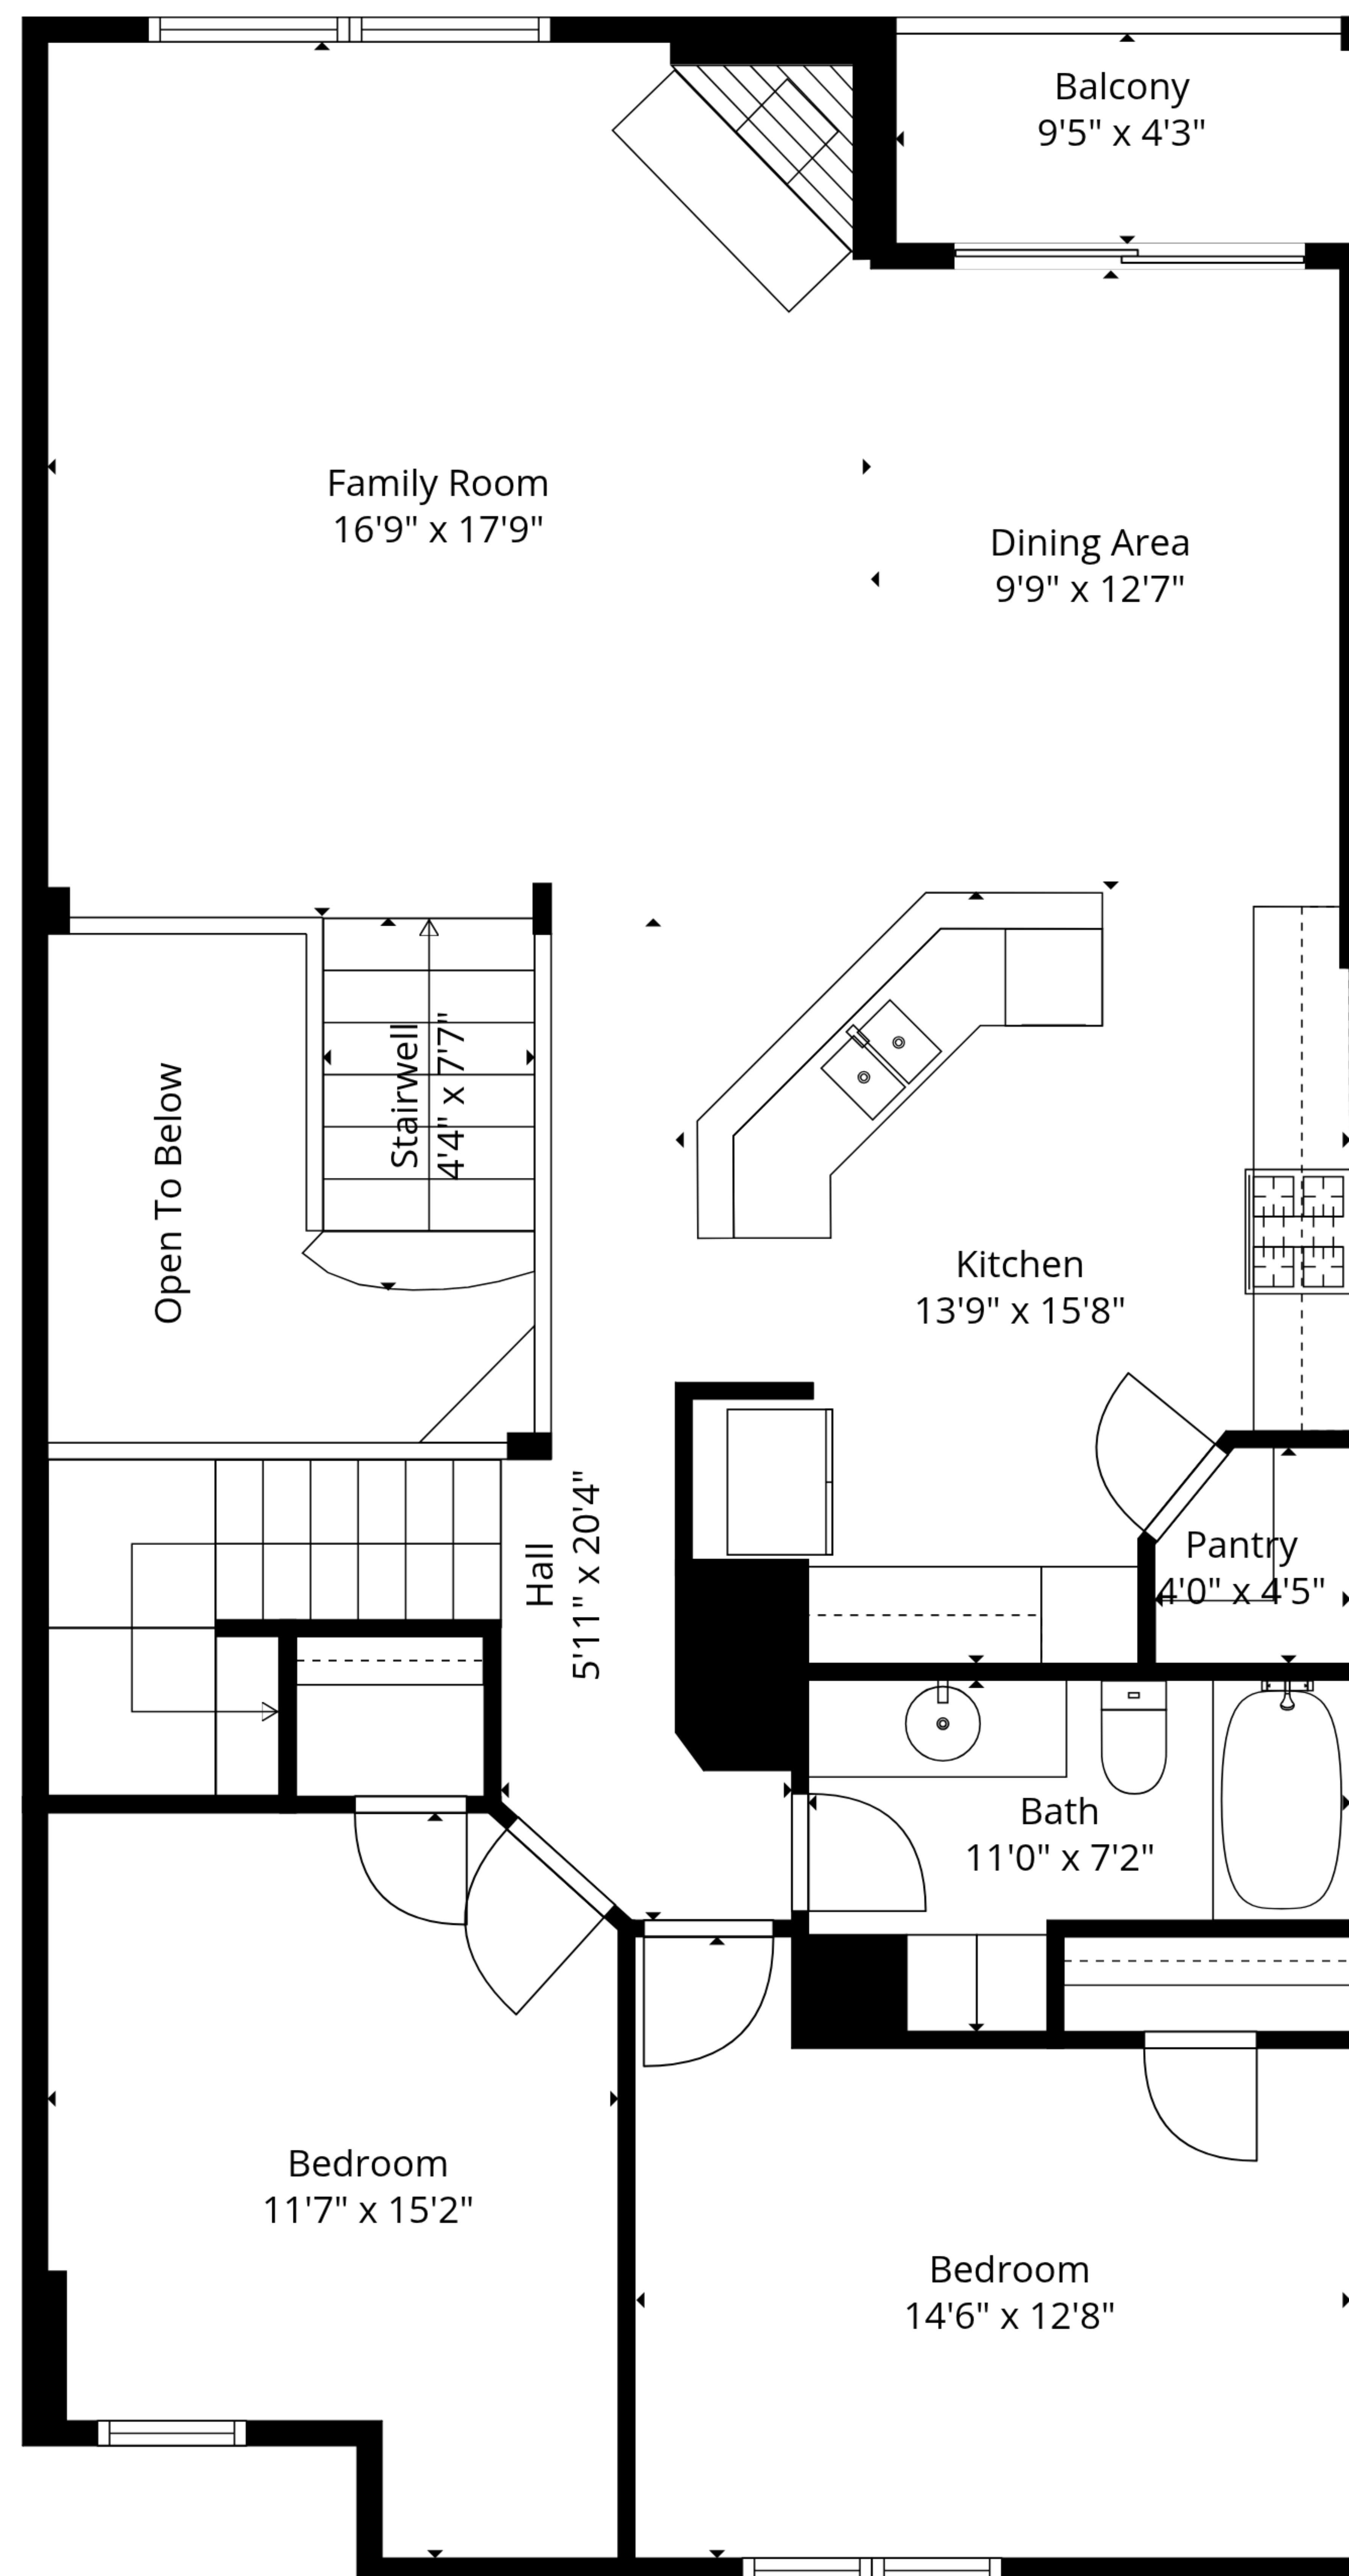 Balcony
9'5" x 4'3"
Family Room
16'9" x 17'9"
Dining Area
9'9" x 12'7"
Open To Below
Stairwell
4'4" x 7'7"
Kitchen
13'9" x 15'8"
Hall
5'11" x 20'4"
Pantry
4'0" x 4'5"
Bath
11'0" x 7'2"
Bedroom
11'7" x 15'2"
Bedroom
14'6" x 12'8"